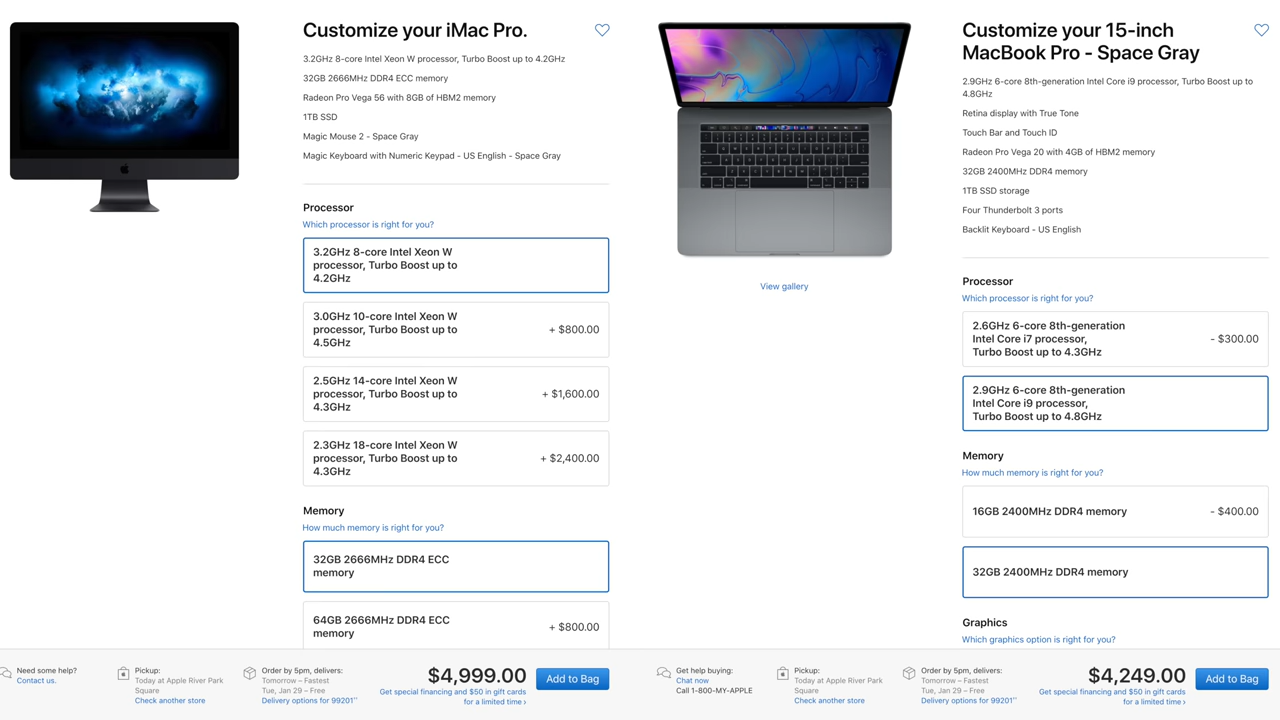 Customize your iMac Pro.
3.2GHz 8-core Intel Xeon W processor, Turbo Boost up to 4.2GHz
32GB 2666MHz DDR4 ECC memory
Radeon Pro Vega 56 with 8GB of HBM2 memory
1TB SSD
Magic Mouse 2 - Space Gray
Magic Keyboard with Numeric Keypad - US English - Space Gray
Processor
Which processor is right for you?
3.2GHz 8-core Intel Xeon W
processor, Turbo Boost up to
4.2GHz
3.0GHz 10-core Intel Xeon W
processor, Turbo Boost up to
4.5GHz
+ $800.00
2.5GHz 14-core Intel Xeon W
processor, Turbo Boost up to
4.3GHz
+ $1,600.00
2.3GHz 18-core Intel Xeon W
processor, Turbo Boost up to
4.3GHz
+ $2,400.00
Memory
How much memory is right for you?
32GB 2666MHz DDR4 ECC
memory
64GB 2666MHz DDR4 ECC
memory
+ $800.00
Need some help?
Contact us.
Pickup:
Today at Apple River Park
Square
Check another store
Order by 5pm, delivers:
Tomorrow – Fastest
Tue, Jan 29 – Free
Delivery options for 99201**
$4,999.00
Get special financing and $50 in gift cards
for a limited time ›
Add to Bag
View gallery
Customize your 15-inch
MacBook Pro - Space Gray
2.9GHz 6-core 8th-generation Intel Core i9 processor, Turbo Boost up to
4.8GHz
Retina display with True Tone
Touch Bar and Touch ID
Radeon Pro Vega 20 with 4GB of HBM2 memory
32GB 2400MHz DDR4 memory
1TB SSD storage
Four Thunderbolt 3 ports
Backlit Keyboard - US English
Processor
Which processor is right for you?
2.6GHz 6-core 8th-generation
Intel Core i7 processor,
Turbo Boost up to 4.3GHz
- $300.00
2.9GHz 6-core 8th-generation
Intel Core i9 processor,
Turbo Boost up to 4.8GHz
Memory
How much memory is right for you?
16GB 2400MHz DDR4 memory
- $400.00
32GB 2400MHz DDR4 memory
Graphics
Which graphics option is right for you?
Get help buying:
Chat now
Call 1-800-MY-APPLE
Pickup:
Today at Apple River Park
Square
Check another store
Order by 5pm, delivers:
Tomorrow – Fastest
Tue, Jan 29 – Free
Delivery options for 99201**
$4,249.00
Get special financing and $50 in gift cards
for a limited time ›
Add to Bag